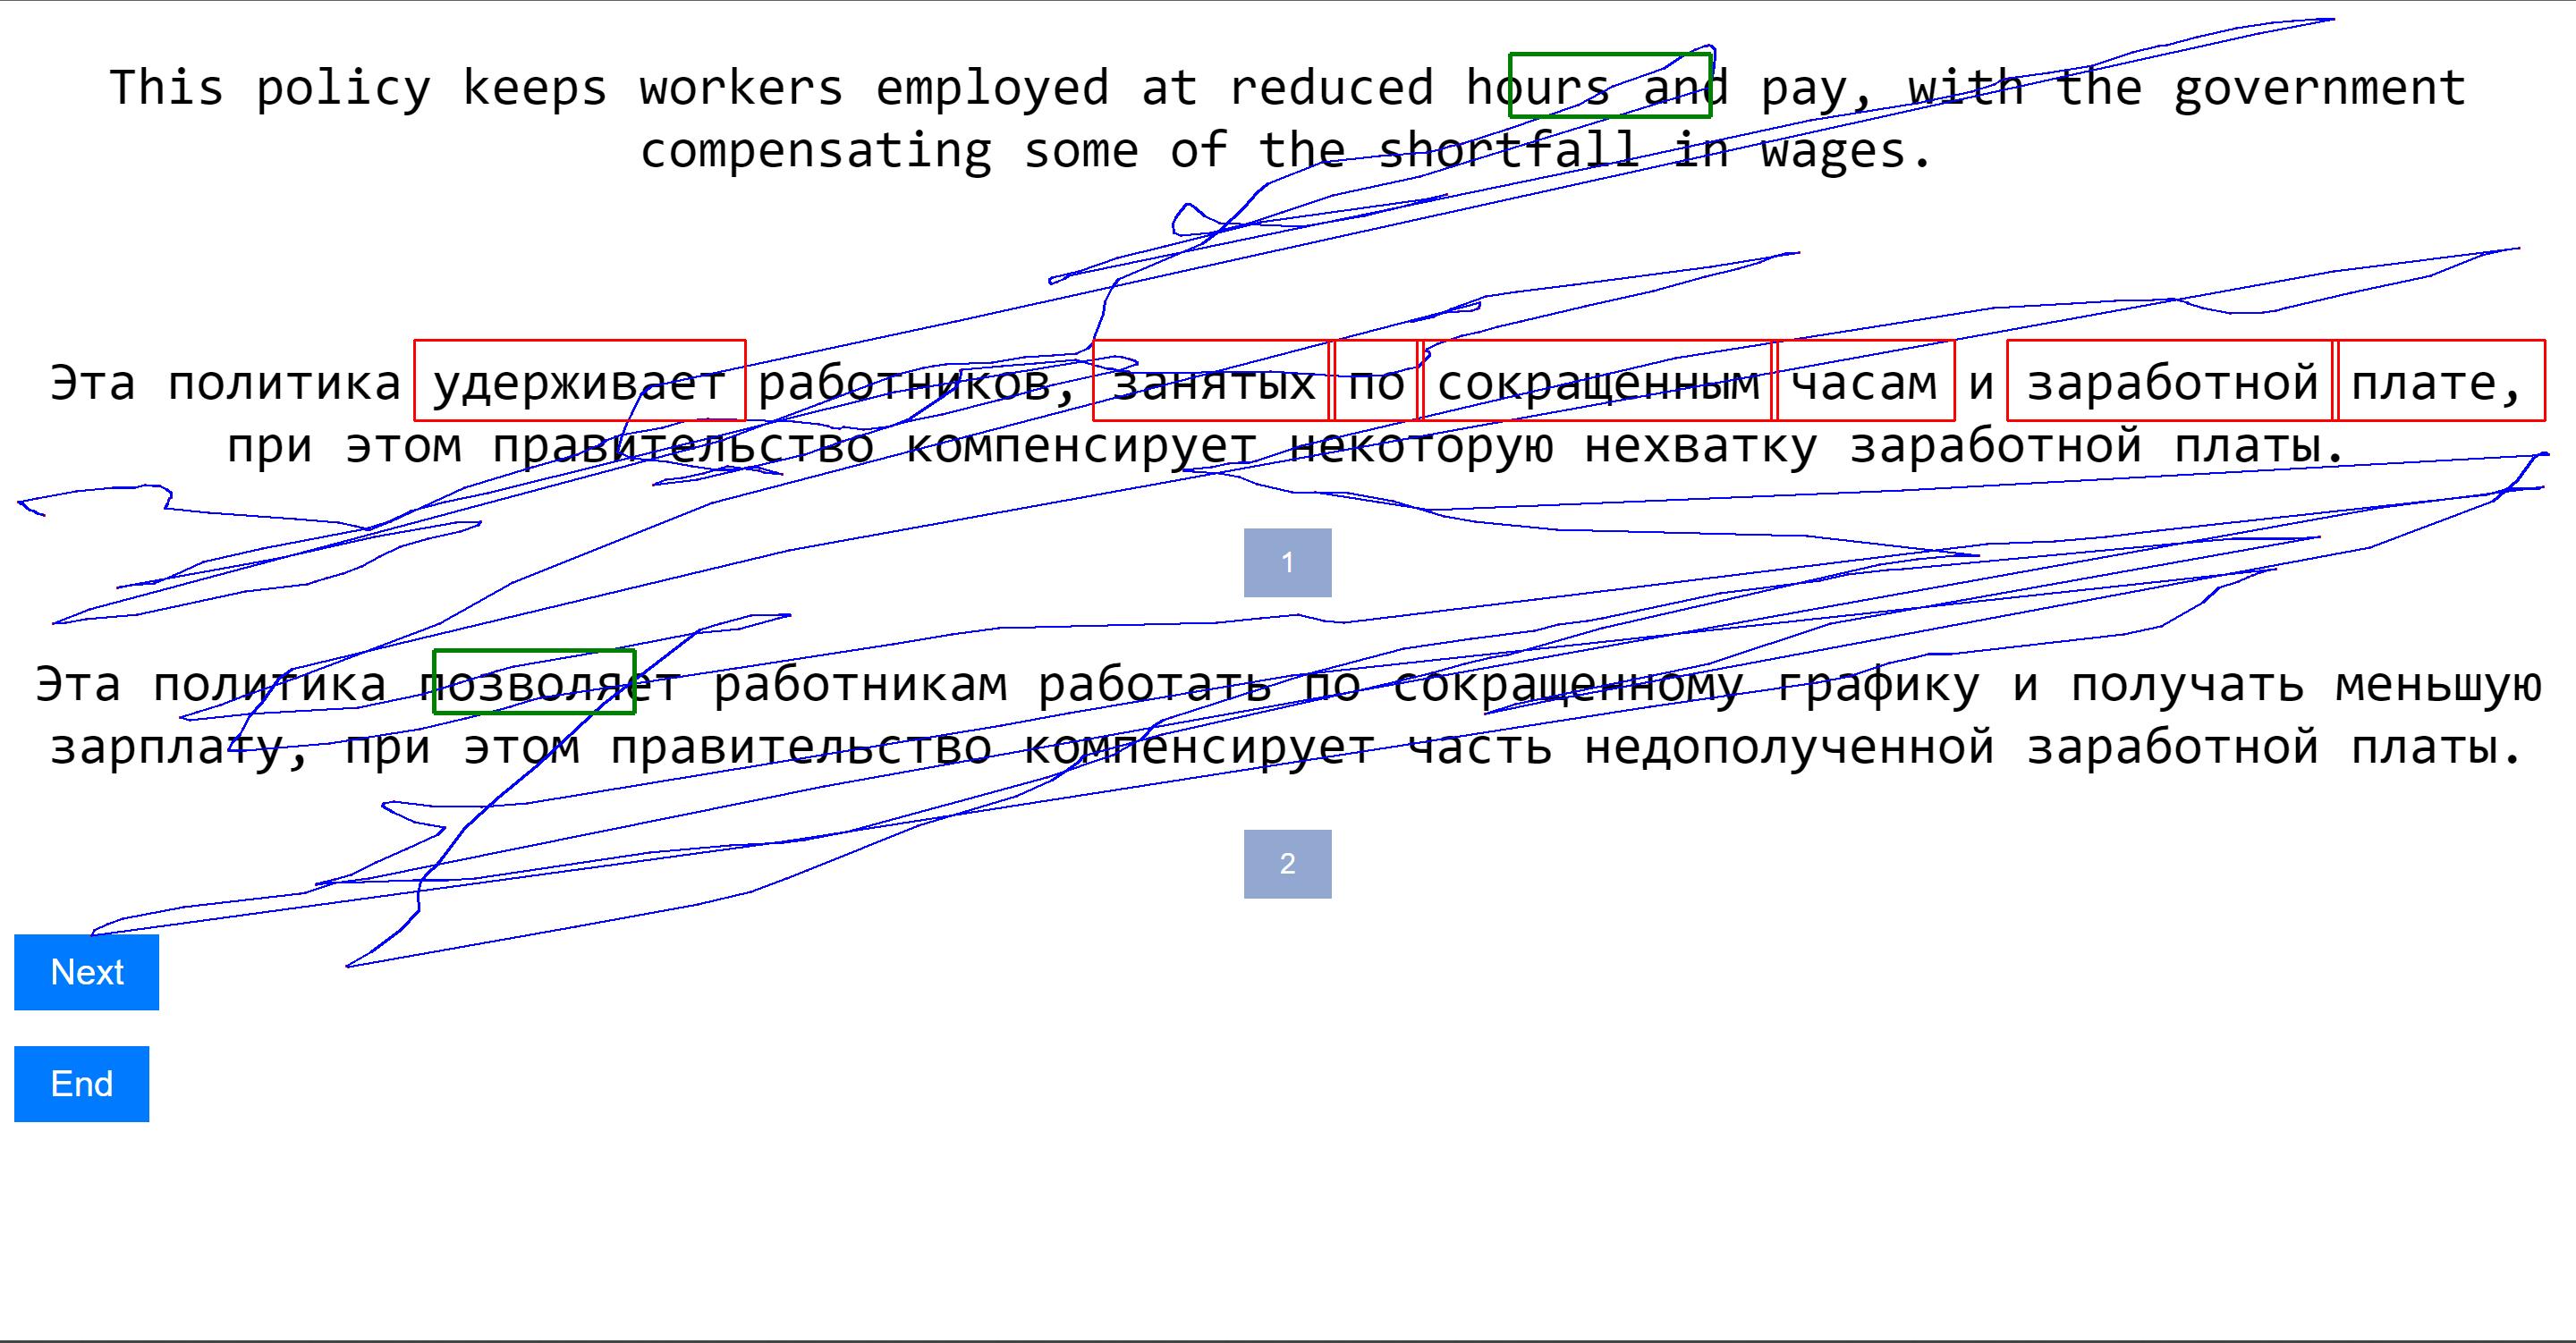 This policy keeps workers employed at reduced hours and pay, with the government
compensating some of the shortfall in wages.
Эта политика удерживает работников, занятых по сокращенным часам и заработной плате,
при этом правительство компенсирует некоторую нехватку заработной платы.
1
Эта политика позволяет работникам работать по сокращенному графику и получать меньшую
зарплату, при этом правительство компенсирует часть недополученной заработной платы.
2
Next
End